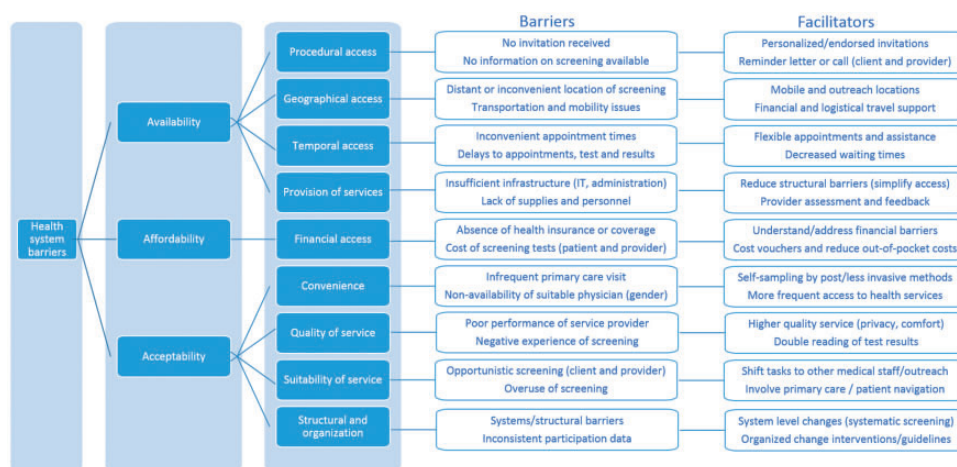 Barriers
Facilitators
Health
system
barriers
Availability
Procedural access
No invitation received
No information on screening available
Personalized/endorsed invitations
Reminder letter or call (client and provider)
Geographical access
Distant or inconvenient location of screening
Transportation and mobility issues
Mobile and outreach locations
Financial and logistical travel support
Temporal access
Inconvenient appointment times
Delays to appointments, test and results
Flexible appointments and assistance
Decreased waiting times
Provision of services
Insufficient infrastructure (IT, administration)
Lack of supplies and personnel
Reduce structural barriers (simplify access)
Provider assessment and feedback
Affordability
Financial access
Absence of health insurance or coverage
Cost of screening tests (patient and provider)
Understand/address financial barriers
Cost vouchers and reduce out-of-pocket costs
Acceptability
Convenience
Infrequent primary care visit
Non-availability of suitable physician (gender)
Self-sampling by post/less invasive methods
More frequent access to health services
Quality of service
Poor performance of service provider
Negative experience of screening
Higher quality service (privacy, comfort)
Double reading of test results
Suitability of service
Opportunistic screening (client and provider)
Overuse of screening
Shift tasks to other medical staff/outreach
Involve primary care / patient navigation
Structural and
organization
Systems/structural barriers
Inconsistent participation data
System level changes (systematic screening)
Organized change interventions/guidelines